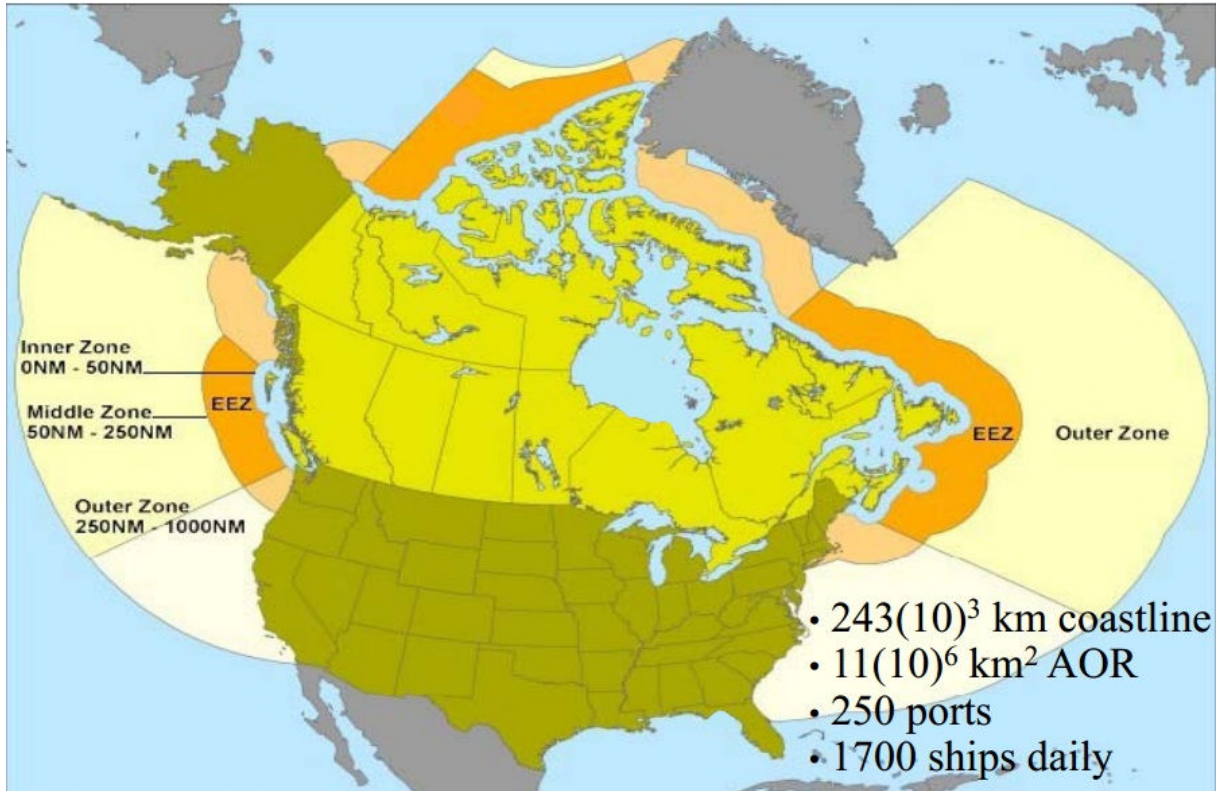 Inner Zone
0NM - 50NM
EEZ
Middle Zone
50NM - 250NM
EEZ
Outer Zone
Outer Zone
250NM - 1000NM
• 243(10)³ km coastline
• 11(10)⁶ km² AOR
• 250 ports
• 1700 ships daily